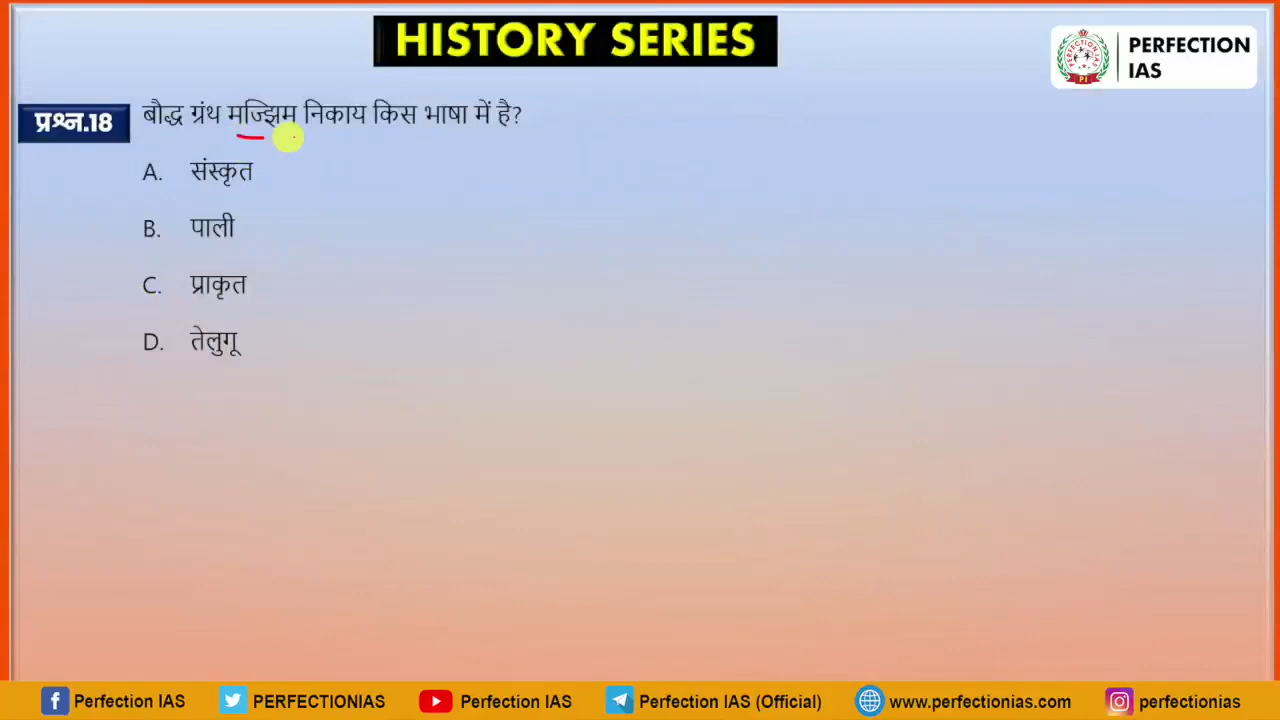 HISTORY SERIES
PERFECTION
IAS
प्रश्न.18
बौद्ध ग्रंथ मज्झिम निकाय किस भाषा में है?
A. संस्कृत
B. पाली
C. प्राकृत
D. तेलुगू
Perfection IAS
PERFECTIONIAS
Perfection IAS
Perfection IAS (Official)
www.perfectionias.com
perfectionias